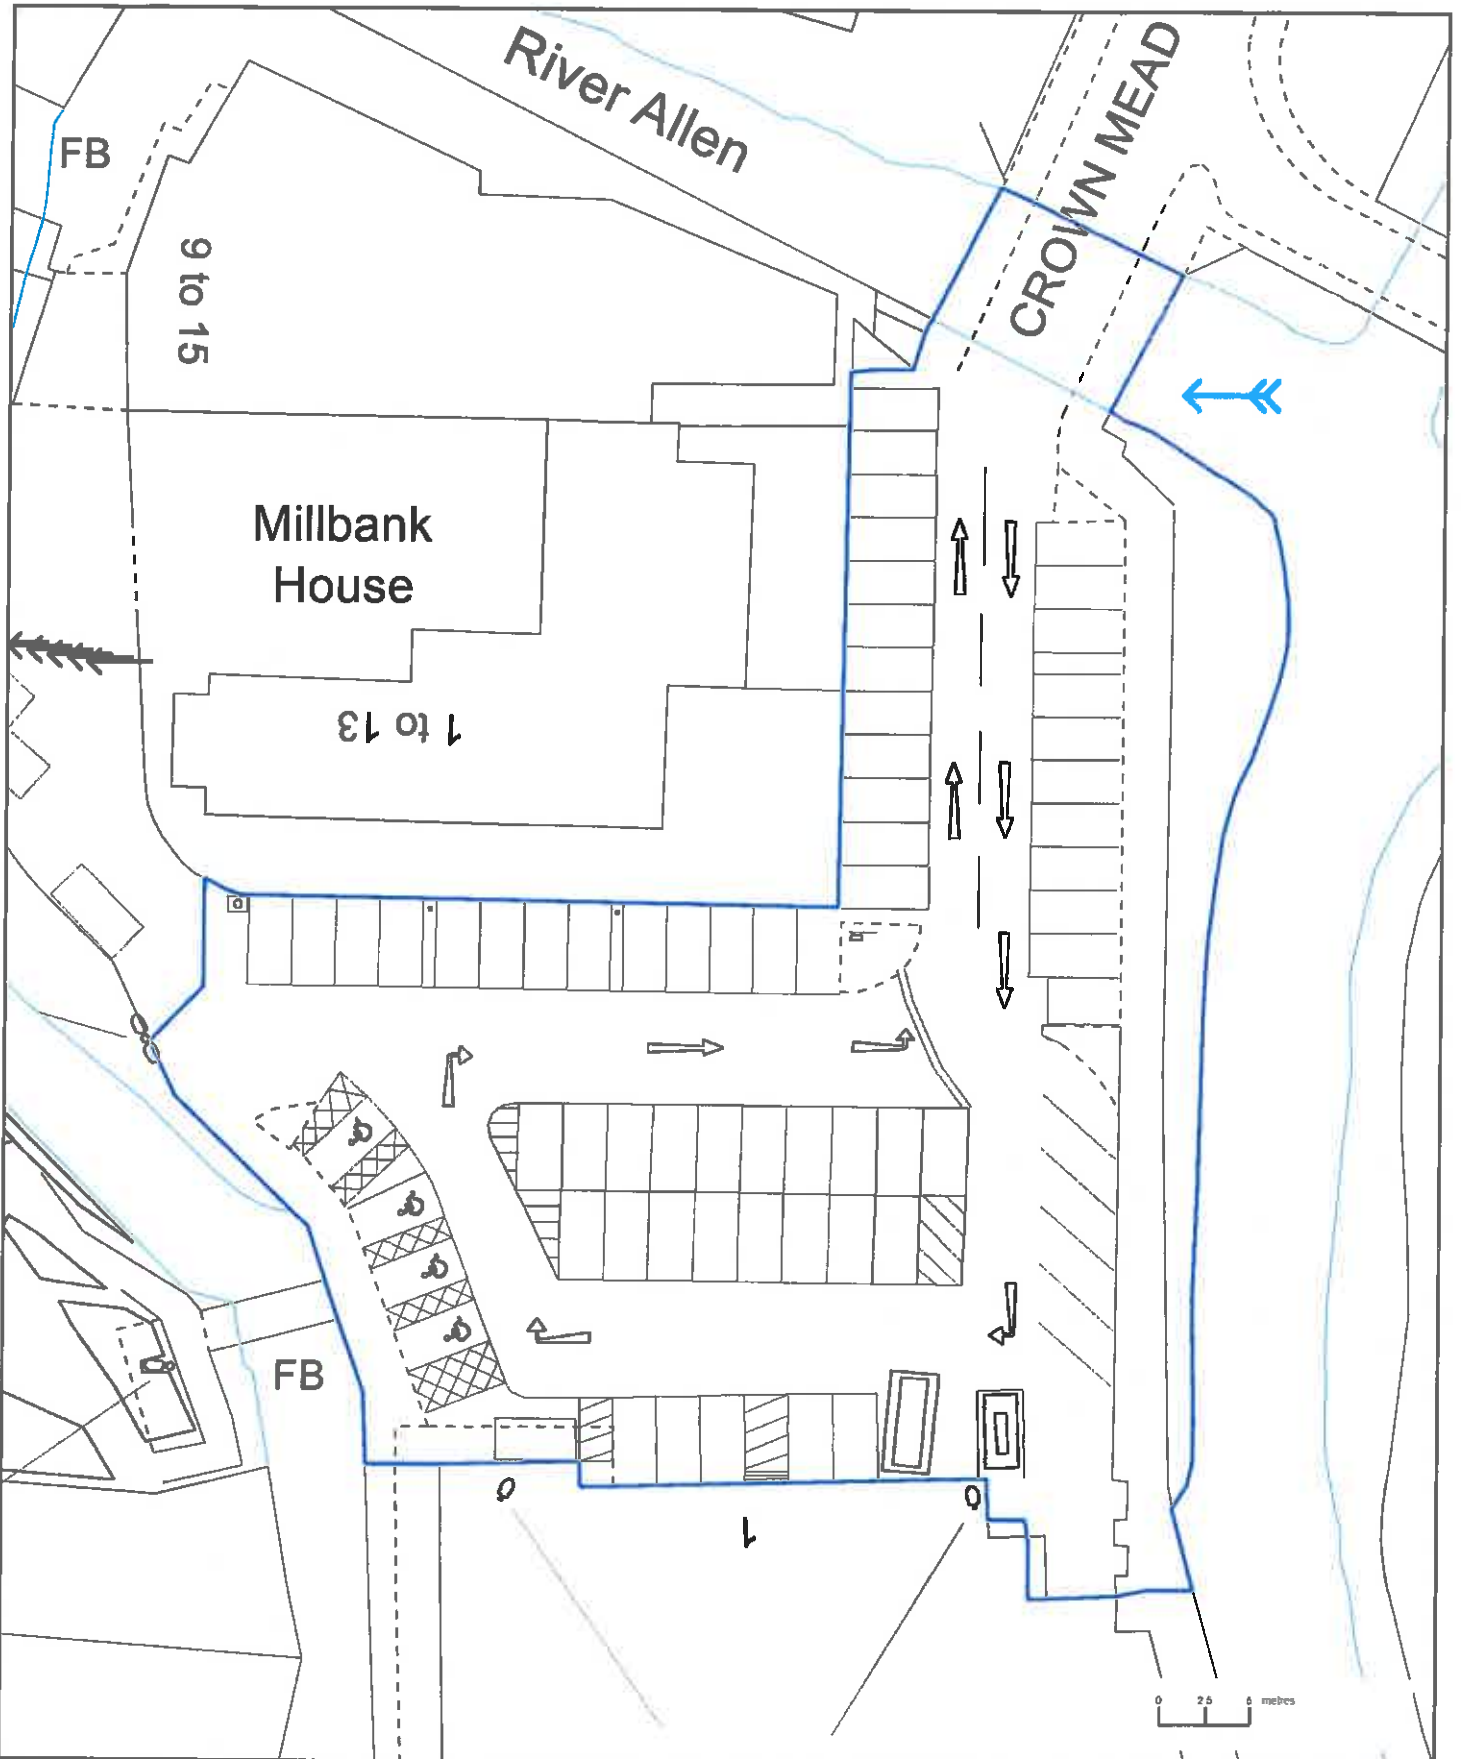 River Allen
CROWN MEAD
FB
9 to 15
Millbank
House
1 to 13
FB
1
0 2.5 5 metres